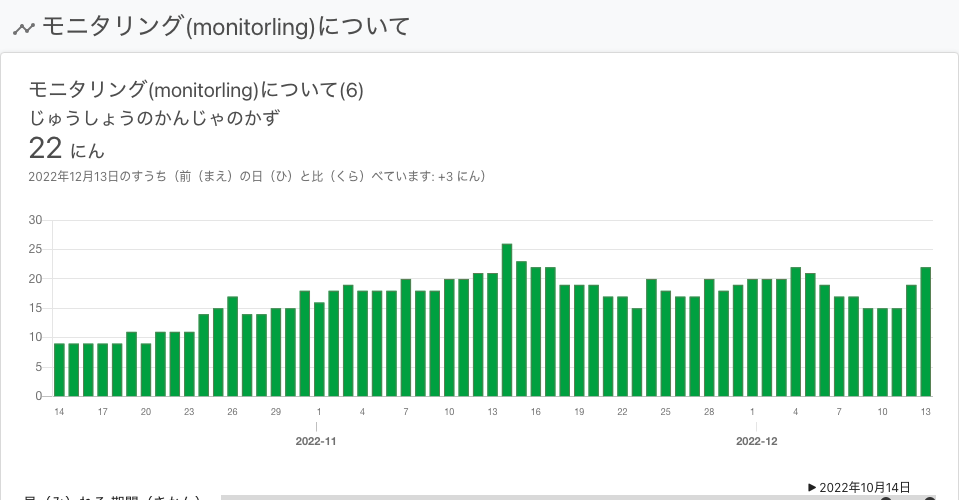 モニタリング(monitorling)について
モニタリング(monitorling)について(6)
じゅうしょうのかんじゃのかず
22 にん
2022年12月13日のすうち（前（まえ）の日（ひ）と比（くら）べています: +3 にん）
30
25
20
15
10
5
0
14 17 20 23 26 29 1 4 7 10 13 16 19 22 25 28 1 4 7 10 13
2022-11 2022-12
2022年10月14日